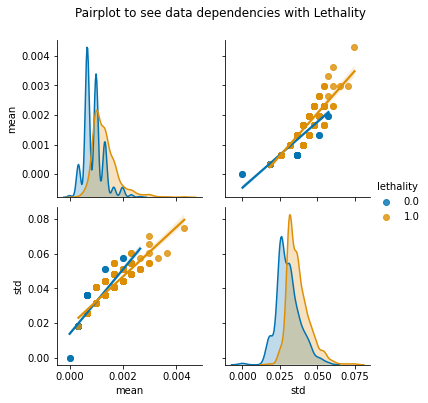 Pairplot to see data dependencies with Lethality
0.004
0.003
0.002
0.001
0.000
mean
lethality
0.0
1.0
0.08
0.06
0.04
0.02
0.00
std
0.000 0.002 0.004
mean
0.000 0.025 0.050 0.075
std